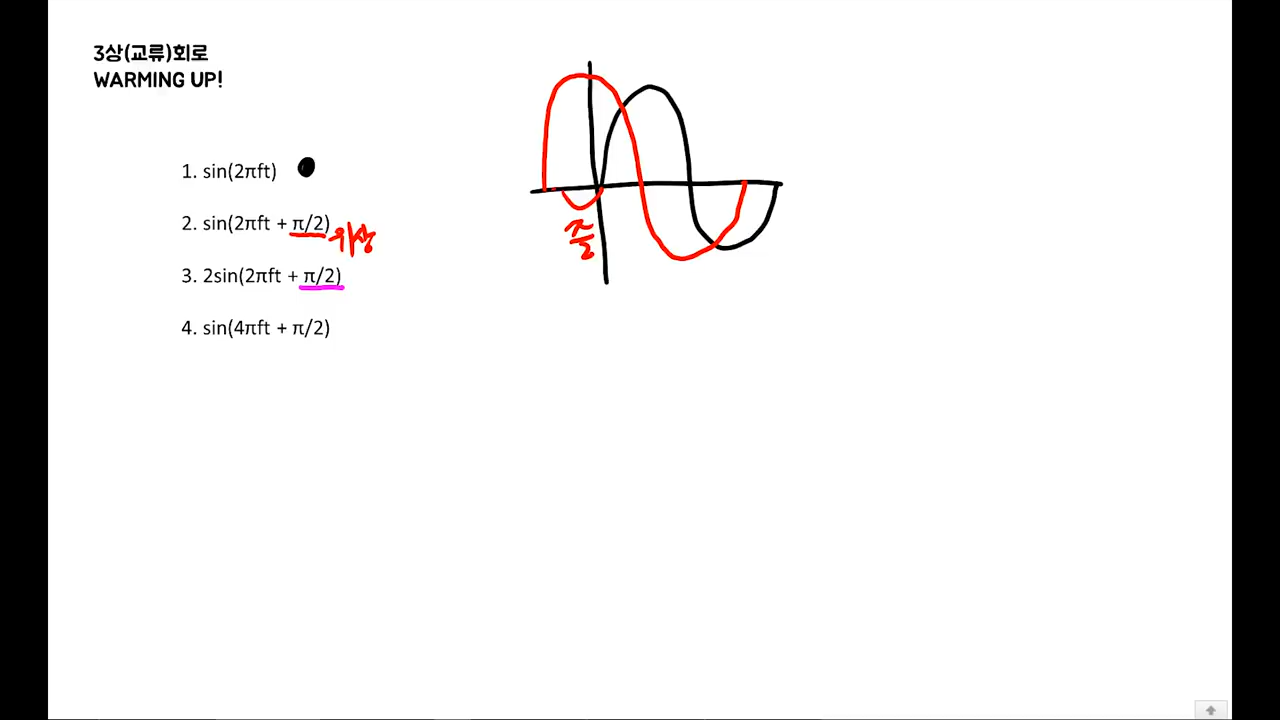 3상(교류)회로
WARMING UP!
1. sin(2πft)
2. sin(2πft + π/2)
위상
3. 2sin(2πft + π/2)
4. sin(4πft + π/2)
π/2